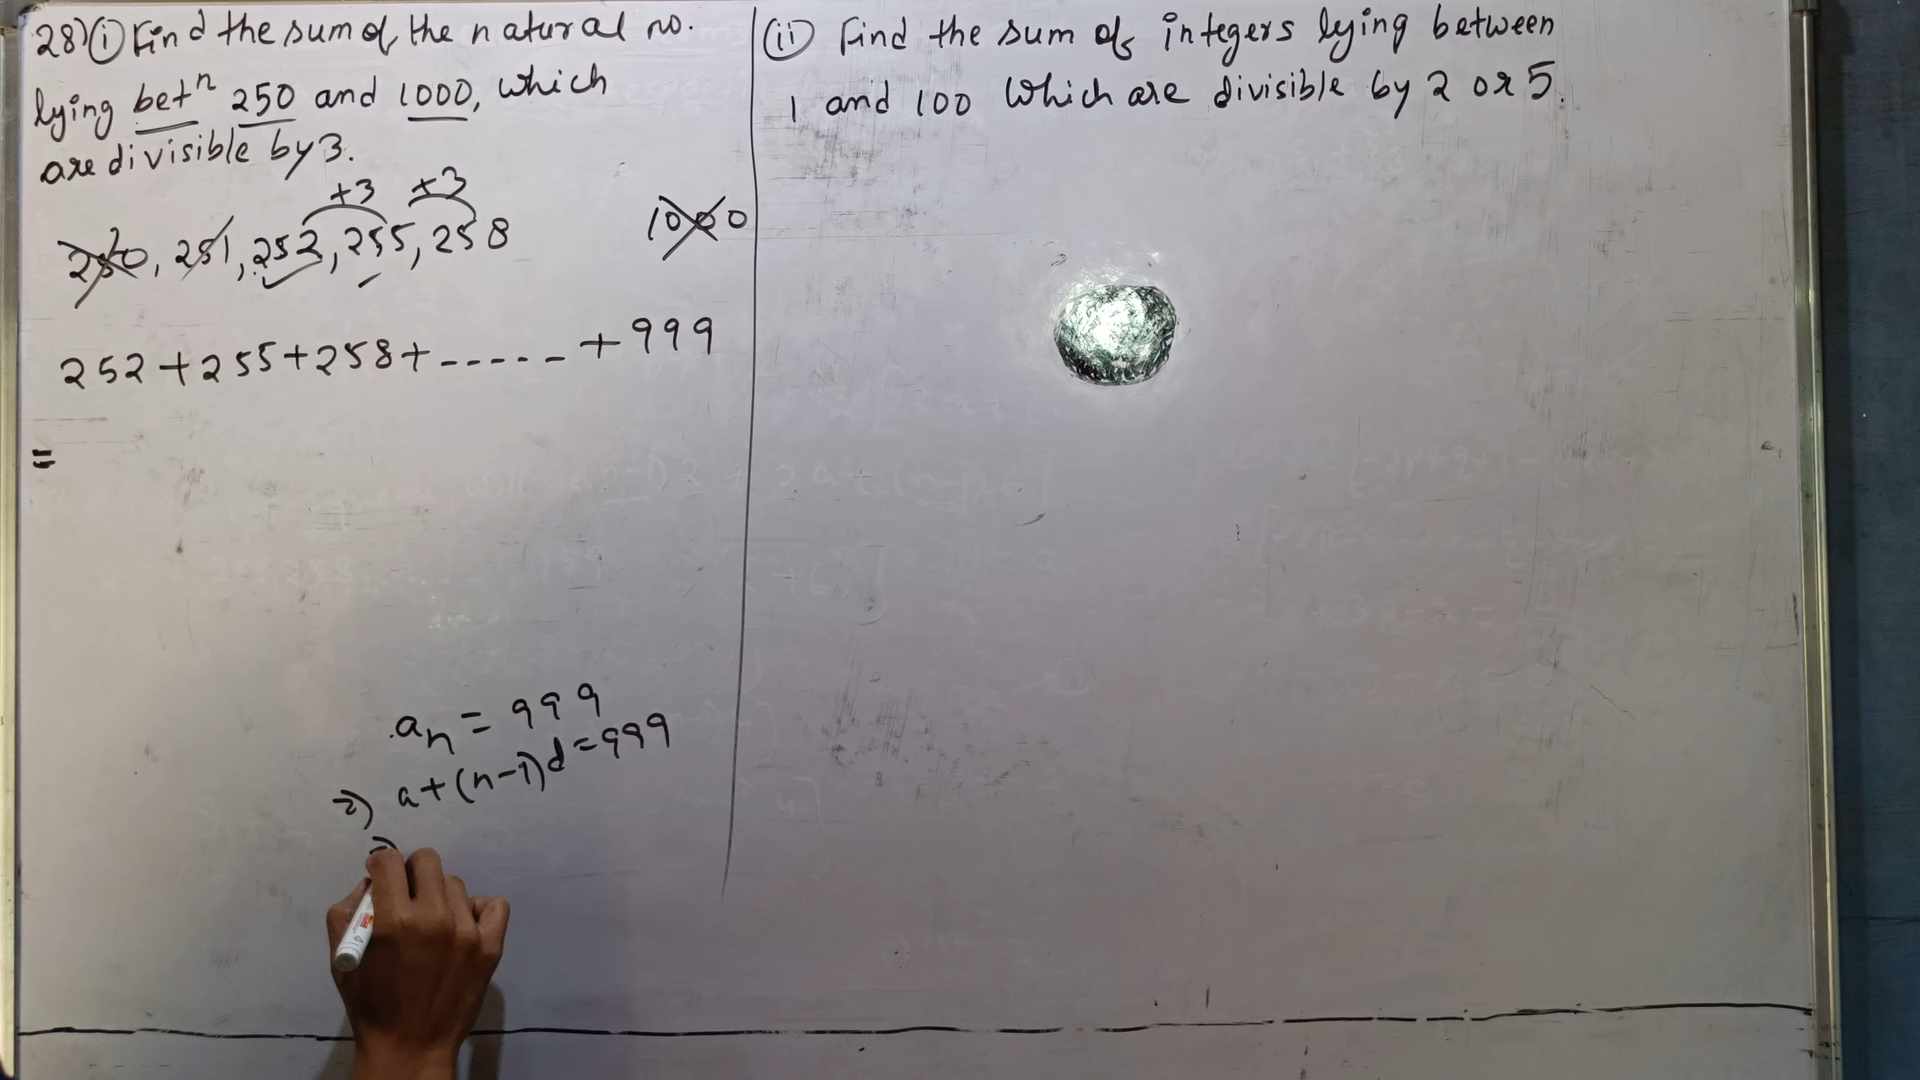 28) (i) Find the sum of the natural no.
lying betⁿ 250 and 1000, which
are divisible by 3.
+3 +3
250, 251, 252, 255, 258 1000
252+255+258+-----+999
=
aₙ = 999
⇒) a+(n-1)d=999
(ii) Find the sum of integers lying between
1 and 100 which are divisible by 2 or 5.